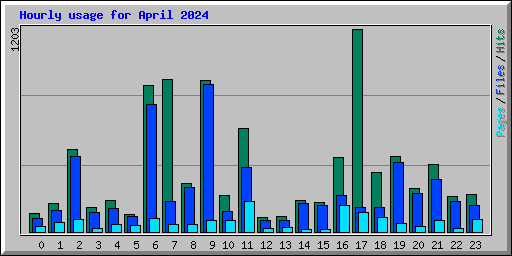 Hourly usage for April 2024
1203
Pages / Files / Hits
0 1 2 3 4 5 6 7 8 9 10 11 12 13 14 15 16 17 18 19 20 21 22 23